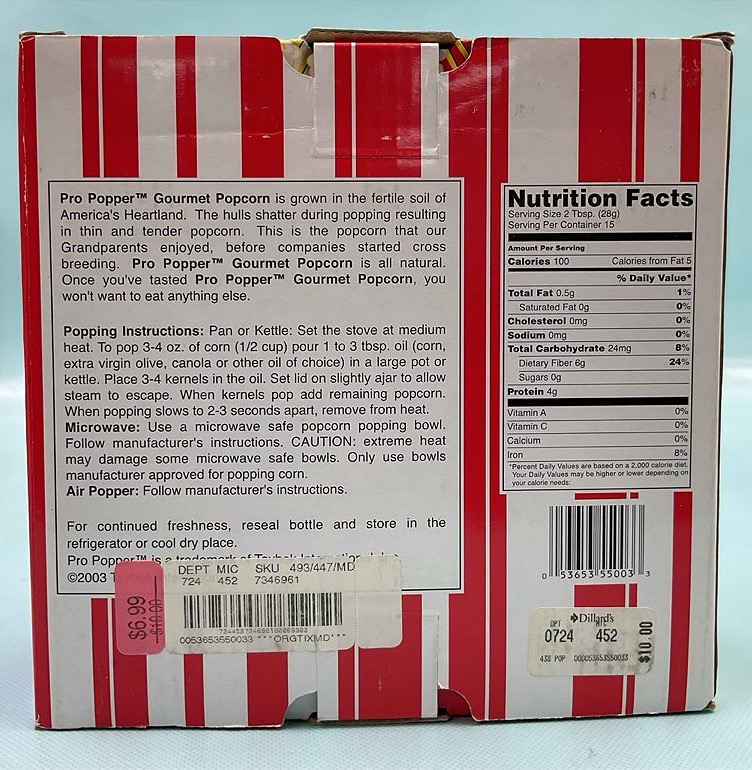 Pro Popper™ Gourmet Popcorn is grown in the fertile soil of
America's Heartland. The hulls shatter during popping resulting
in thin and tender popcorn. This is the popcorn that our
Grandparents enjoyed, before companies started cross
breeding. Pro Popper™ Gourmet Popcorn is all natural.
Once you've tasted Pro Popper™ Gourmet Popcorn, you
won't want to eat anything else.
Popping Instructions: Pan or Kettle: Set the stove at medium
heat. To pop 3-4 oz. of corn (1/2 cup) pour 1 to 3 tbsp. oil (corn,
extra virgin olive, canola or other oil of choice) in a large pot or
kettle. Place 3-4 kernels in the oil. Set lid on slightly ajar to allow
steam to escape. When kernels pop add remaining popcorn.
When popping slows to 2-3 seconds apart, remove from heat.
Microwave: Use a microwave safe popcorn popping bowl.
Follow manufacturer's instructions. CAUTION: extreme heat
may damage some microwave safe bowls. Only use bowls
manufacturer approved for popping corn.
Air Popper: Follow manufacturer's instructions.
For continued freshness, reseal bottle and store in the
refrigerator or cool dry place.
Pro Popper™ is a trademark of
©2003
$6.99
$10.00
DEPT MIC SKU 493/447/MD
724 452 7346961
0053653550033 ***ORGTIXMD***
Nutrition Facts
Serving Size 2 Tbsp. (28g)
Serving Per Container 15
Amount Per Serving
Calories 100 Calories from Fat 5
% Daily Value*
Total Fat 0.5g 1%
Saturated Fat 0g 0%
Cholesterol 0mg 0%
Sodium 0mg 0%
Total Carbohydrate 24mg 8%
Dietary Fiber 6g 24%
Sugars 0g
Protein 4g
Vitamin A 0%
Vitamin C 0%
Calcium 0%
Iron 8%
*Percent Daily Values are based on a 2,000 calorie diet.
Your Daily Values may be higher or lower depending on
your calorie needs:
0 53653 55003 3
Dillard's
DPT MIC
0724 452
438 POP 000053653550033
$10.00